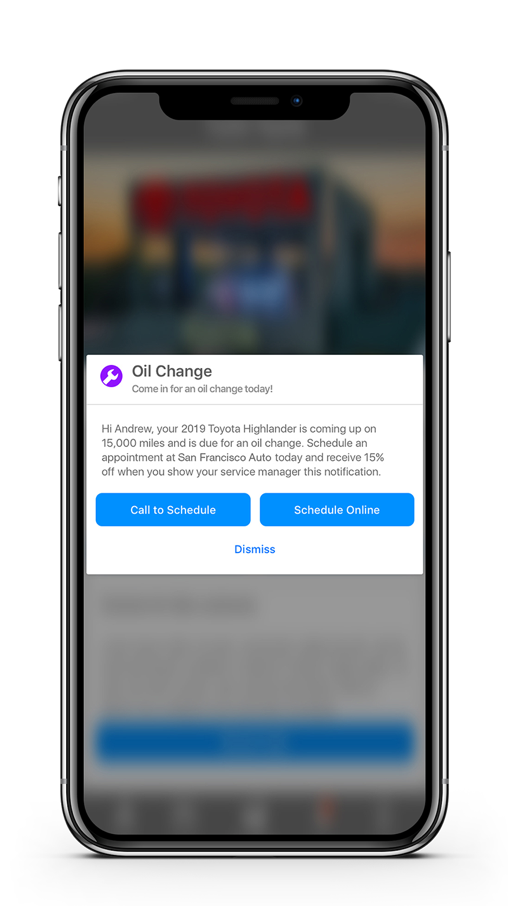 Oil Change
Come in for an oil change today!
Hi Andrew, your 2019 Toyota Highlander is coming up on
15,000 miles and is due for an oil change. Schedule an
appointment at San Francisco Auto today and receive 15%
off when you show your service manager this notification.
Call to Schedule
Schedule Online
Dismiss